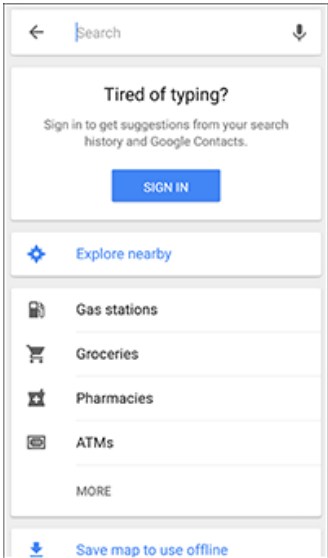 Search
Tired of typing?
Sign in to get suggestions from your search
history and Google Contacts.
SIGN IN
Explore nearby
Gas stations
Groceries
Pharmacies
ATMs
MORE
Save map to use offline